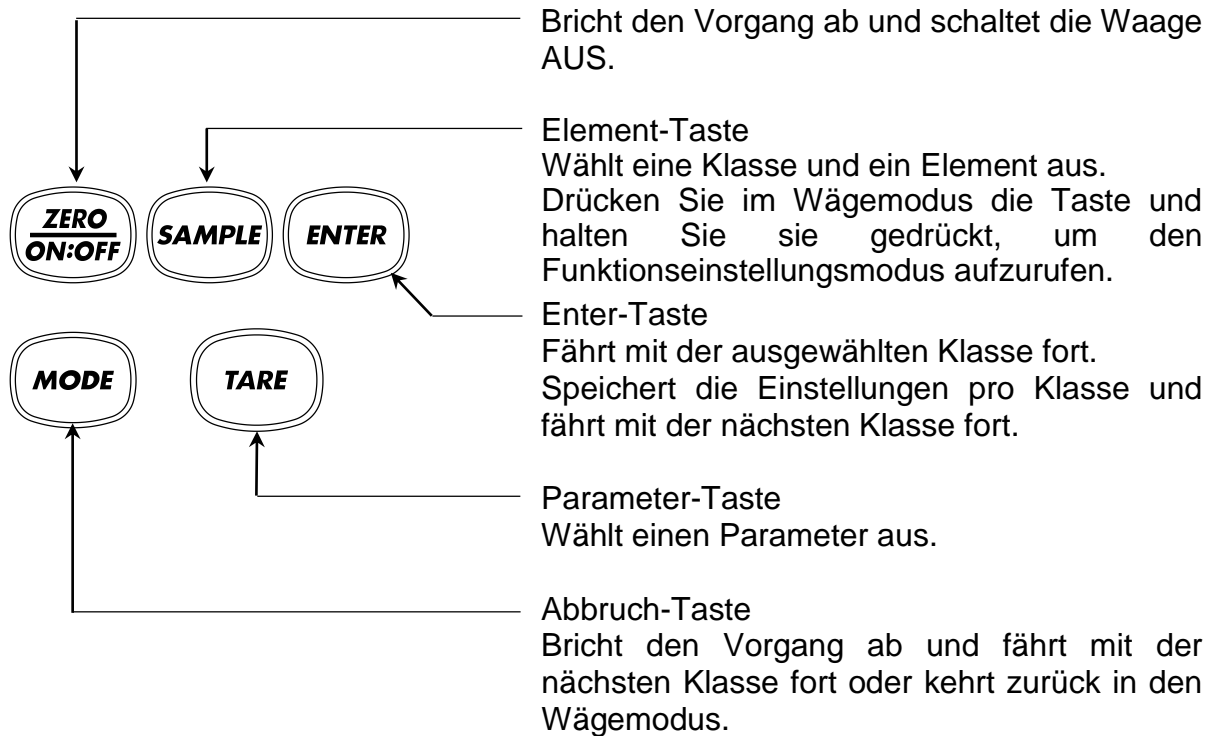 Bricht den Vorgang ab und schaltet die Waage
AUS.
Element-Taste
Wählt eine Klasse und ein Element aus.
Drücken Sie im Wägemodus die Taste und
halten Sie sie gedrückt, um den
Funktionseinstellungsmodus aufzurufen.
ZERO
ON:OFF
SAMPLE
ENTER
Enter-Taste
Fährt mit der ausgewählten Klasse fort.
Speichert die Einstellungen pro Klasse und
fährt mit der nächsten Klasse fort.
MODE
TARE
Parameter-Taste
Wählt einen Parameter aus.
Abbruch-Taste
Bricht den Vorgang ab und fährt mit der
nächsten Klasse fort oder kehrt zurück in den
Wägemodus.